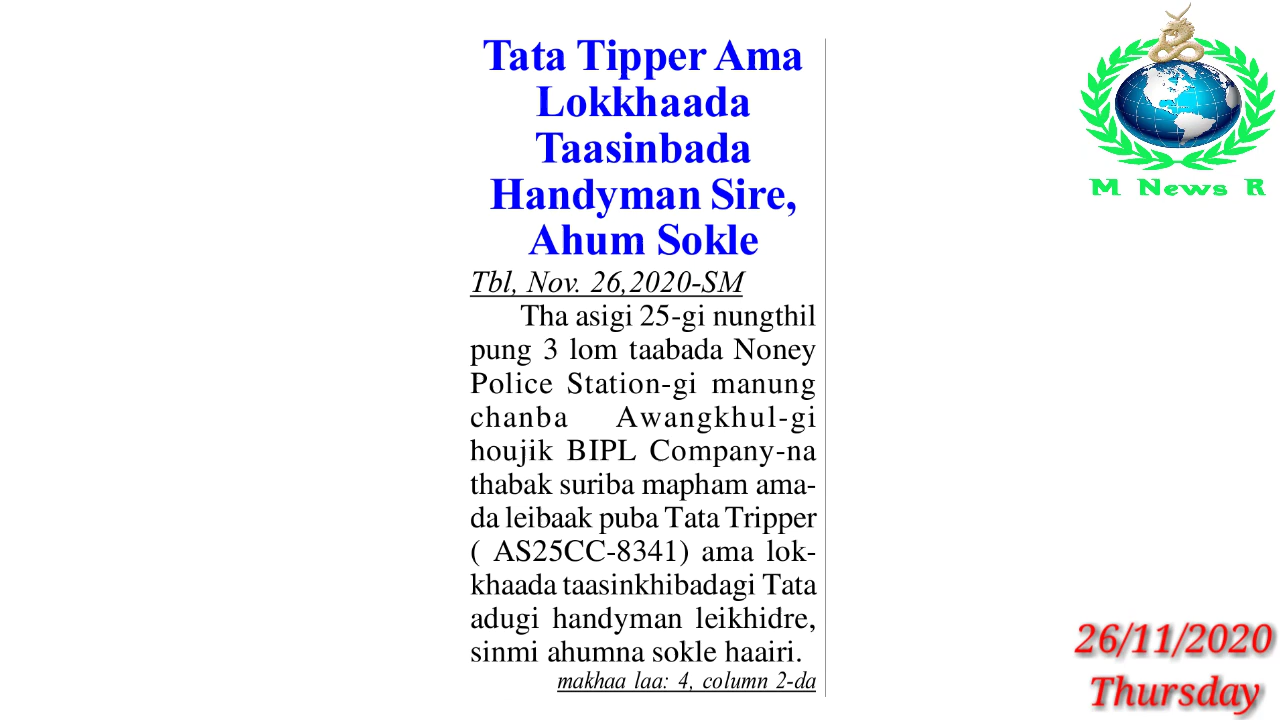 Tata Tipper Ama
Lokkhaada
Taasinbada
Handyman Sire,
Ahum Sokle
Tbl, Nov. 26,2020-SM
Tha asigi 25-gi nungthil
pung 3 lom taabada Noney
Police Station-gi manung
chanba Awangkhul-gi
houjik BIPL Company-na
thabak suriba mapham ama-
da leibaak puba Tata Tripper
( AS25CC-8341) ama lok-
khaada taasinkhibadagi Tata
adugi handyman leikhidre,
sinmi ahumna sokle haairi.
makhaa laa: 4, column 2-da
M News R
26/11/2020
Thursday